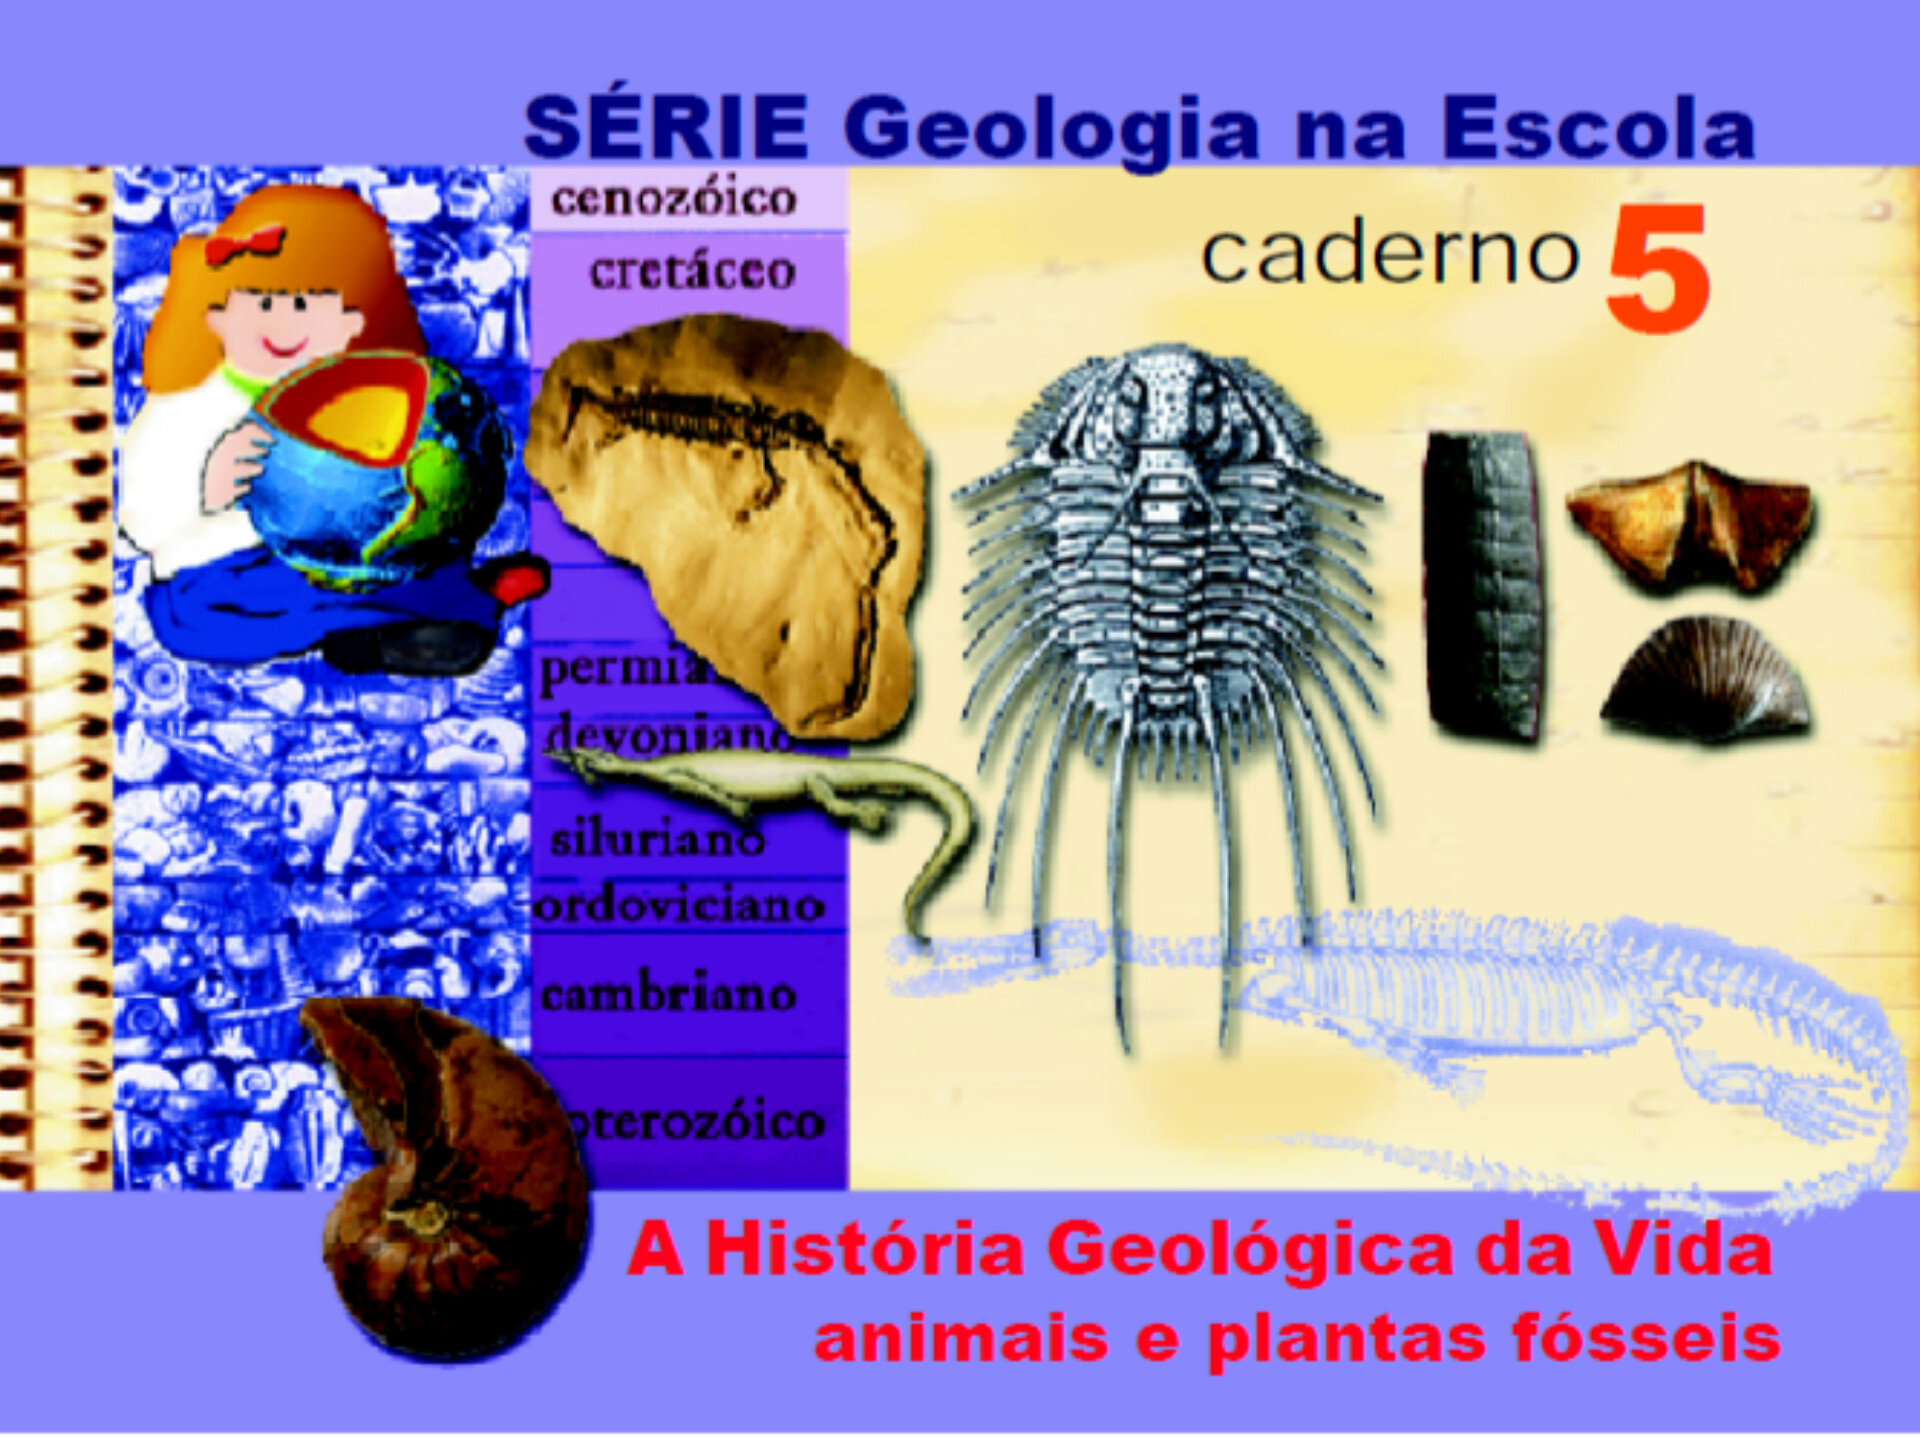 SÉRIE Geologia na Escola
caderno 5
cenozóico
cretáceo
devoniano
siluriano
ordoviciano
cambriano
A História Geológica da Vida
animais e plantas fósseis